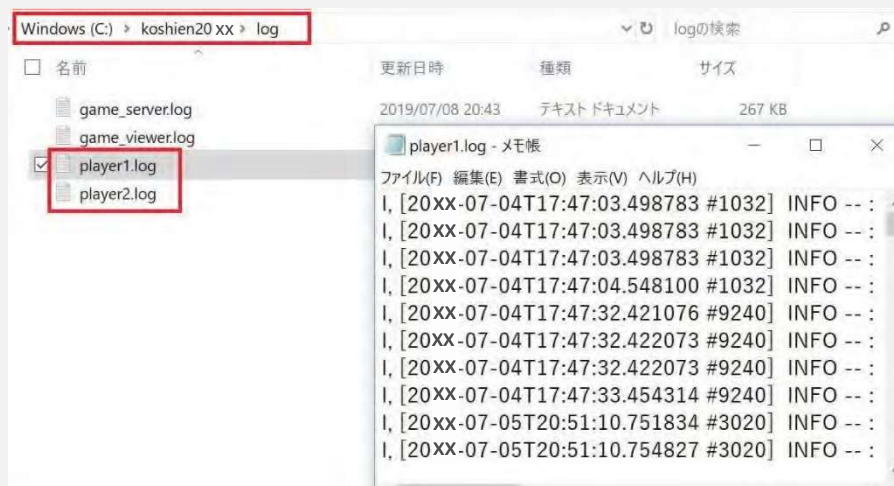 Windows (C:) > koshien20 XX > log
logの検索
名前 更新日時 種類 サイズ
game_server.log 2019/07/08 20:43 テキスト ドキュメント 267 KB
game_viewer.log
player1.log
player2.log
player1.log - メモ帳
ファイル(F) 編集(E) 書式(O) 表示(V) ヘルプ(H)
I, [20XX-07-04T17:47:03.498783 #1032] INFO -- :
I, [20XX-07-04T17:47:03.498783 #1032] INFO -- :
I, [20XX-07-04T17:47:03.498783 #1032] INFO -- :
I, [20XX-07-04T17:47:04.548100 #1032] INFO -- :
I, [20XX-07-04T17:47:32.421076 #9240] INFO -- :
I, [20XX-07-04T17:47:32.422073 #9240] INFO -- :
I, [20XX-07-04T17:47:32.422073 #9240] INFO -- :
I, [20XX-07-04T17:47:33.454314 #9240] INFO -- :
I, [20XX-07-05T20:51:10.751834 #3020] INFO -- :
I, [20XX-07-05T20:51:10.754827 #3020] INFO -- :